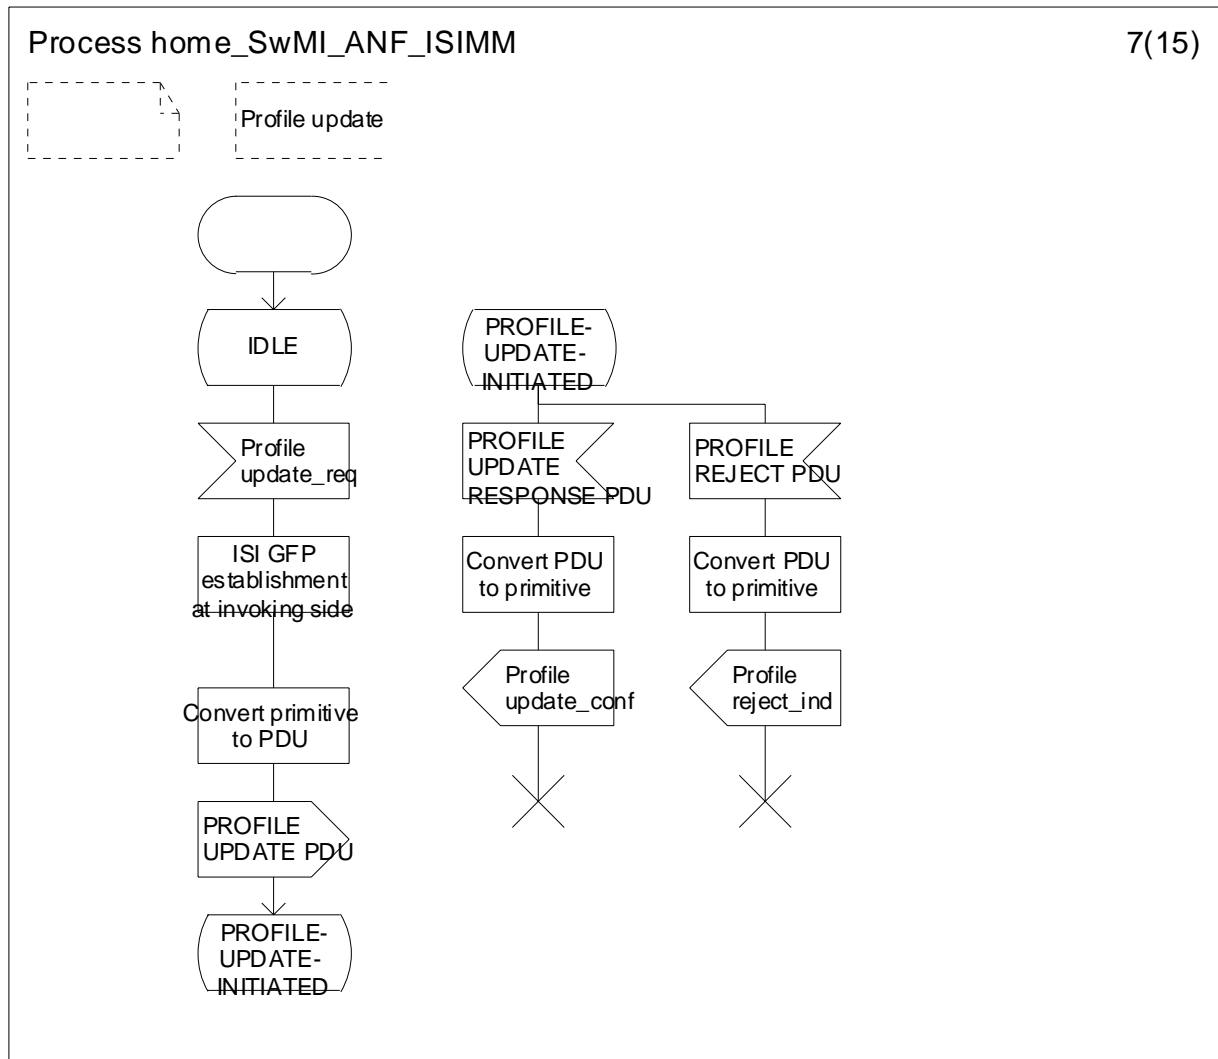 Process home_SwMI_ANF_ISIMM
7(15)
Profile update
IDLE
Profile
update_req
ISI GFP
establishment
at invoking side
Convert primitive
to PDU
PROFILE
UPDATE PDU
PROFILE-
UPDATE-
INITIATED
PROFILE-
UPDATE-
INITIATED
PROFILE
UPDATE
RESPONSE PDU
Convert PDU
to primitive
Profile
update_conf
PROFILE
REJECT PDU
Convert PDU
to primitive
Profile
reject_ind